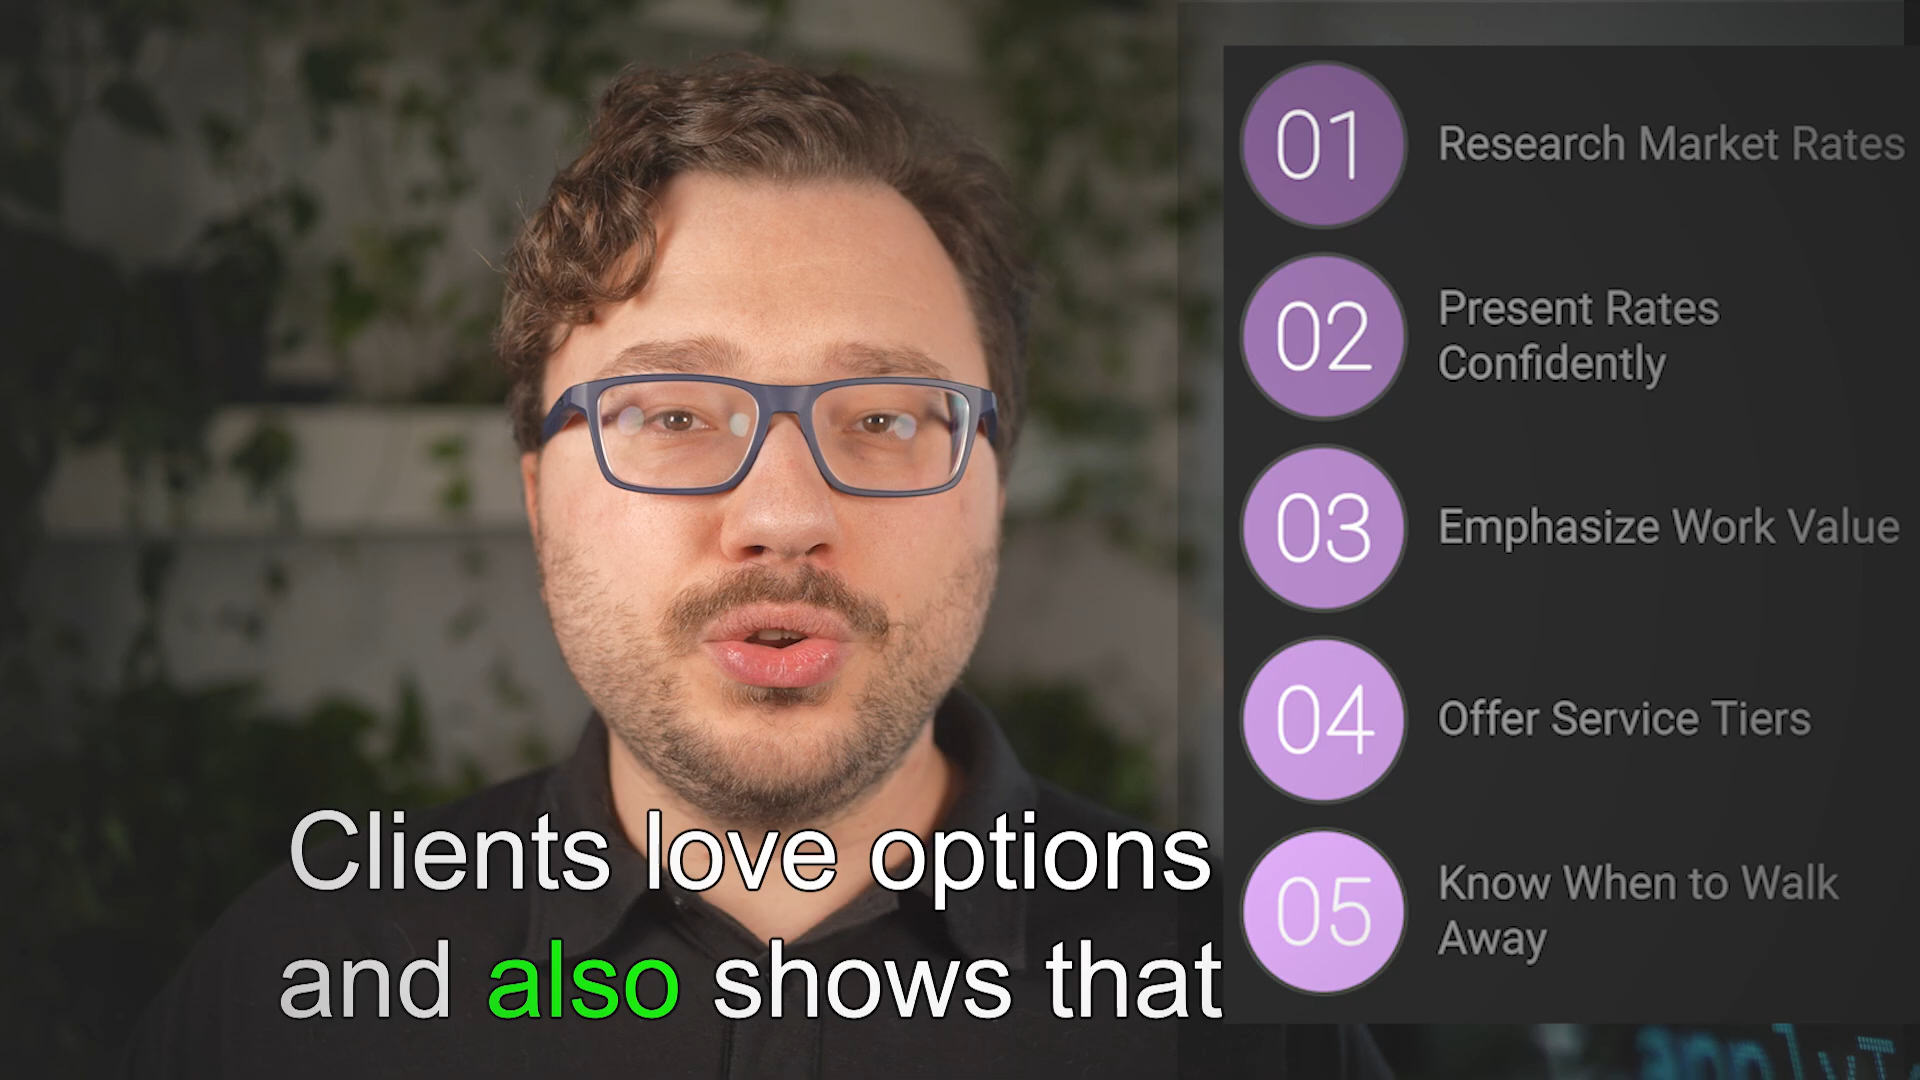 01 Research Market Rates
02 Present Rates
Confidently
03 Emphasize Work Value
04 Offer Service Tiers
05 Know When to Walk
Away
Clients love options
and also shows that